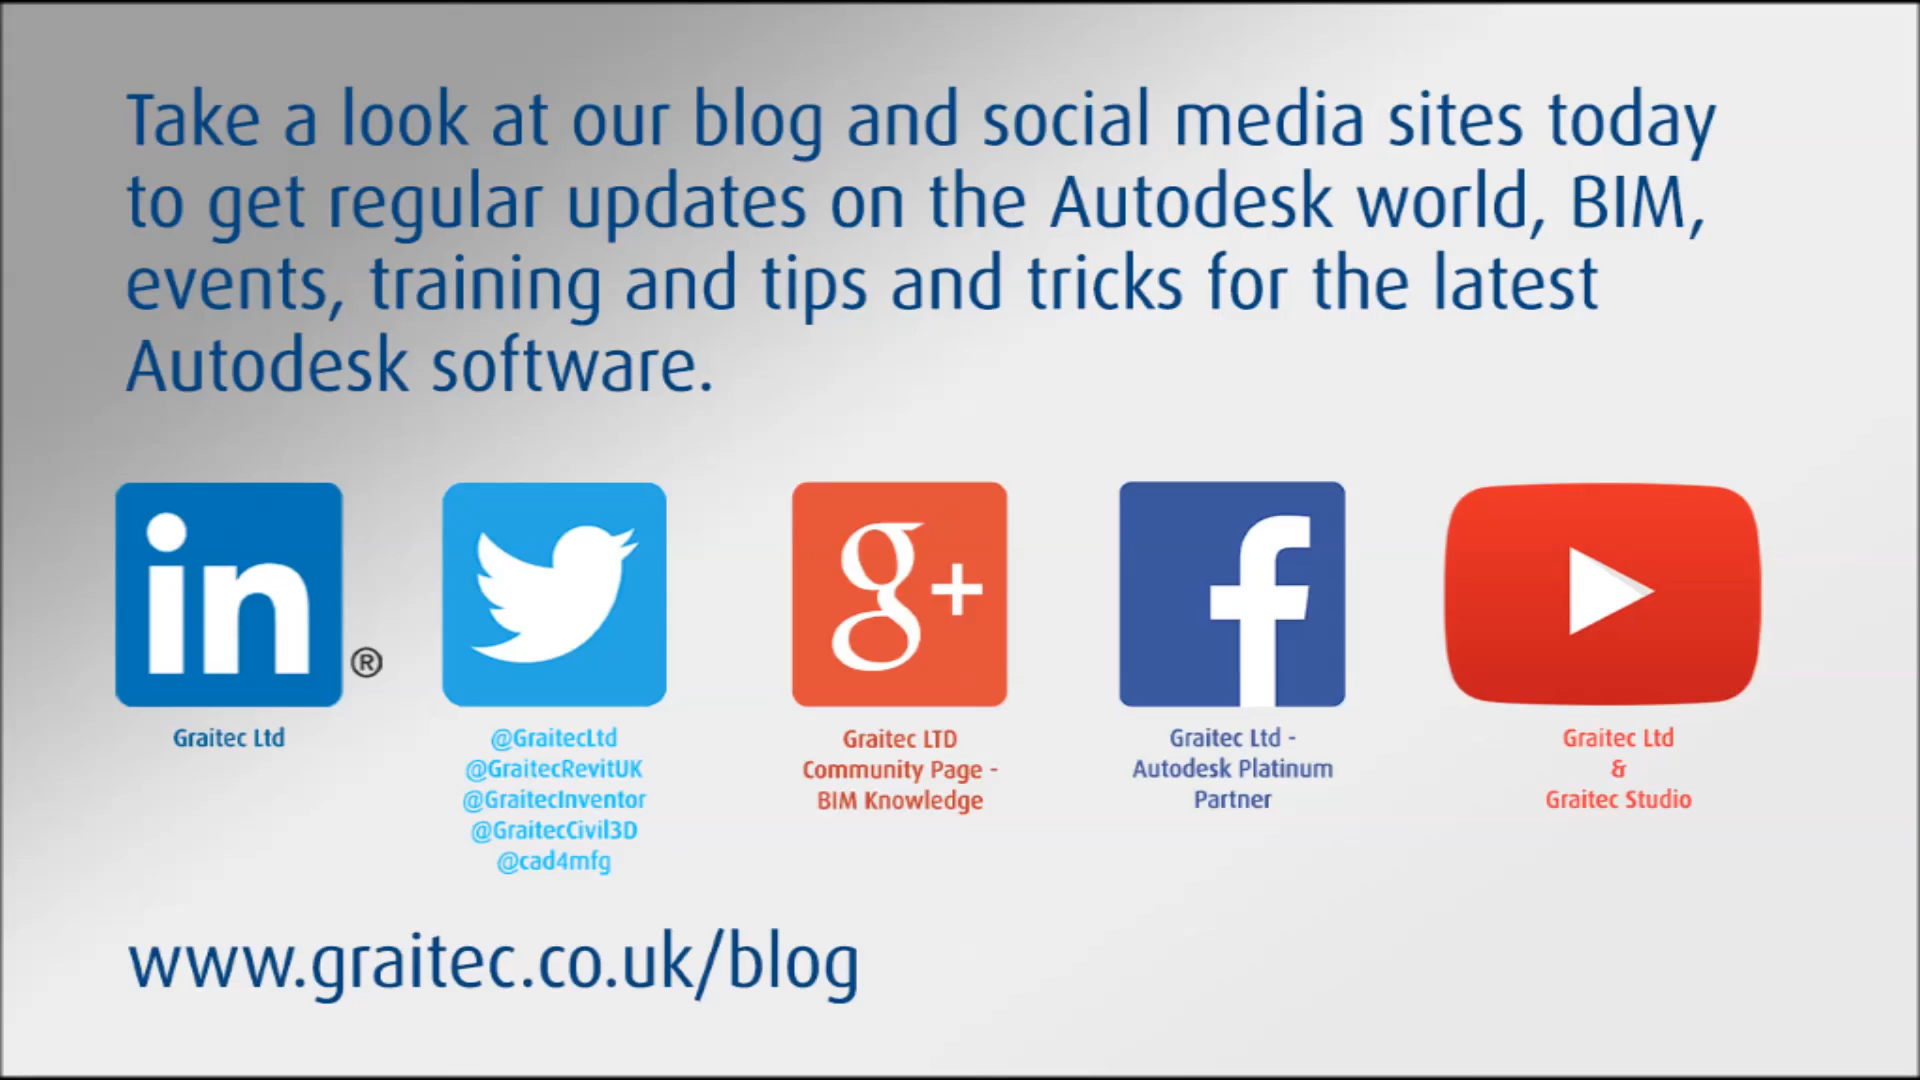 Take a look at our blog and social media sites today
to get regular updates on the Autodesk world, BIM,
events, training and tips and tricks for the latest
Autodesk software.
in ®
g+
f
Graitec Ltd
@GraitecLtd
@GraitecRevitUK
@GraitecInventor
@GraitecCivil3D
@cad4mfg
Graitec LTD
Community Page -
BIM Knowledge
Graitec Ltd -
Autodesk Platinum
Partner
Graitec Ltd
&
Graitec Studio
www.graitec.co.uk/blog